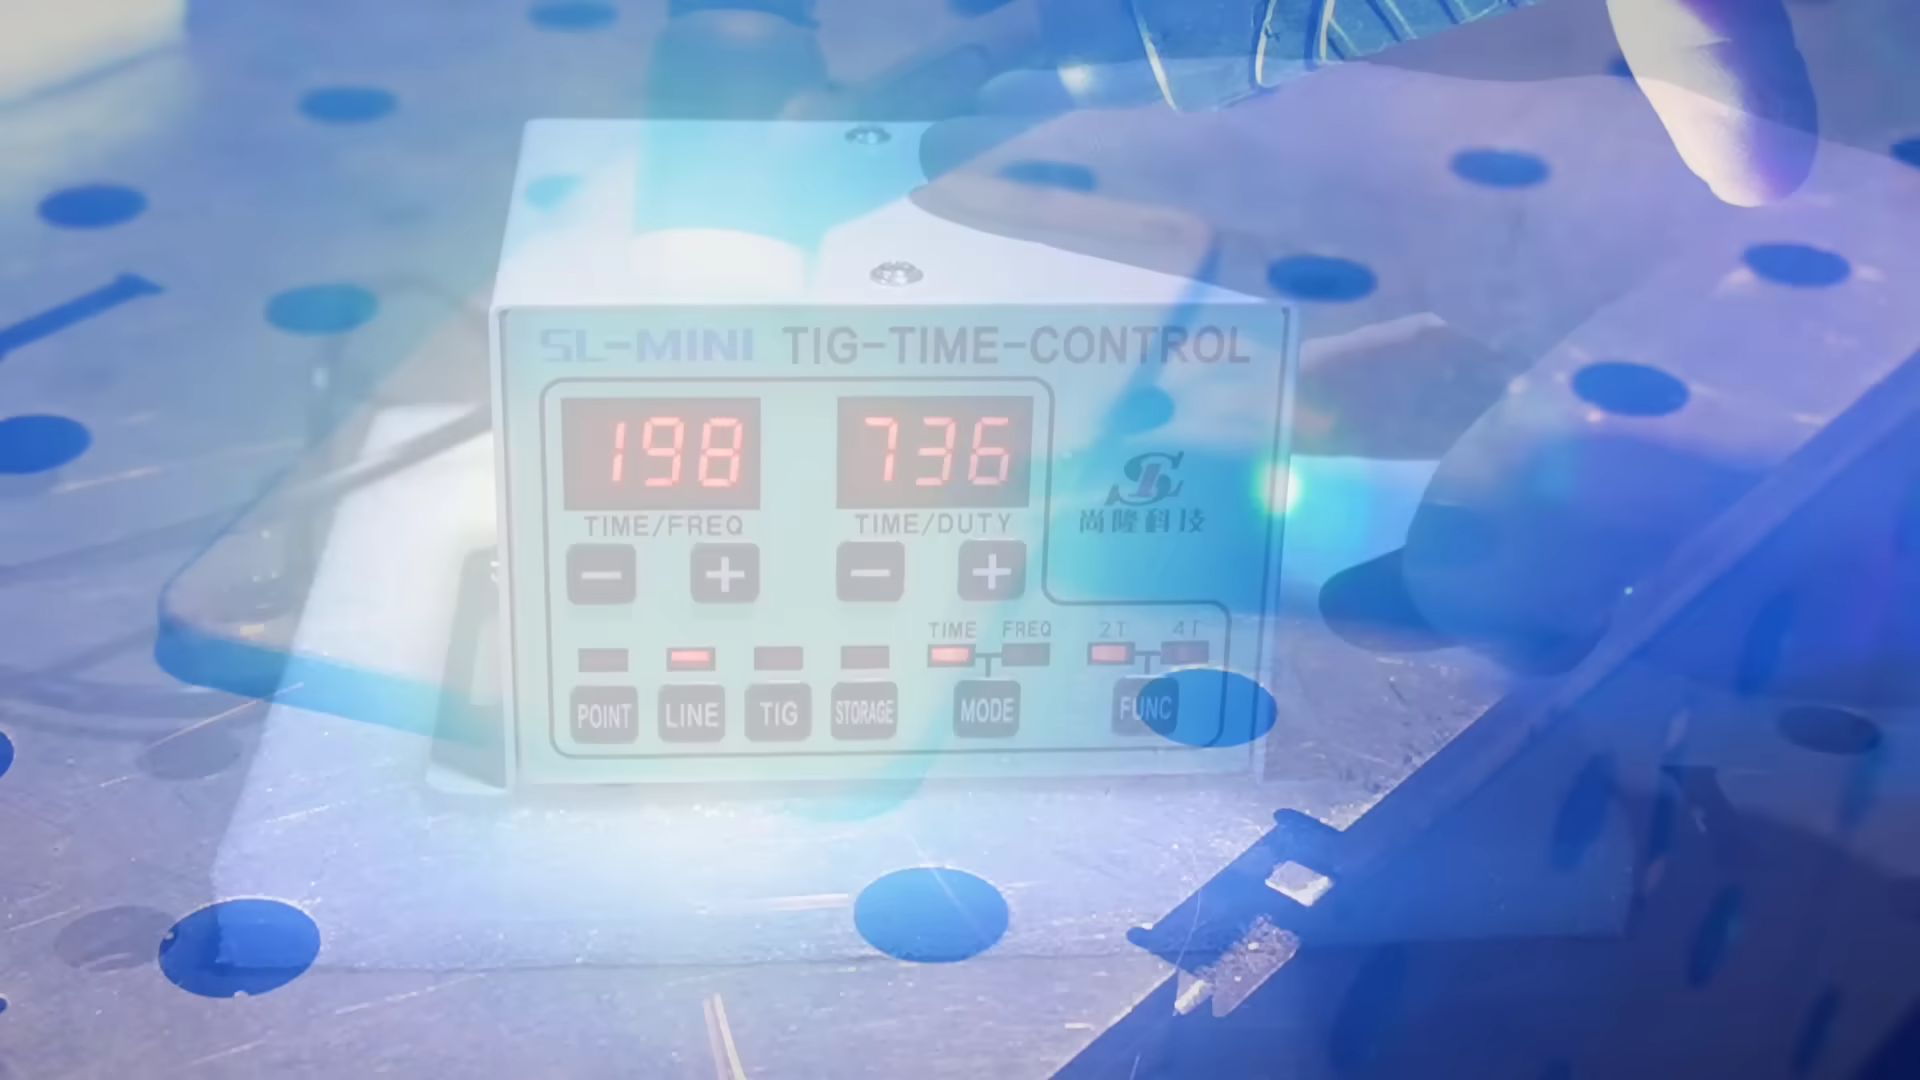 SL-MINI TIG-TIME-CONTROL
198 736
TIME/FREQ TIME/DUTY
尚隆科技
− + − +
TIME FREQ 2T 4T
POINT LINE TIG STORAGE MODE FUNC